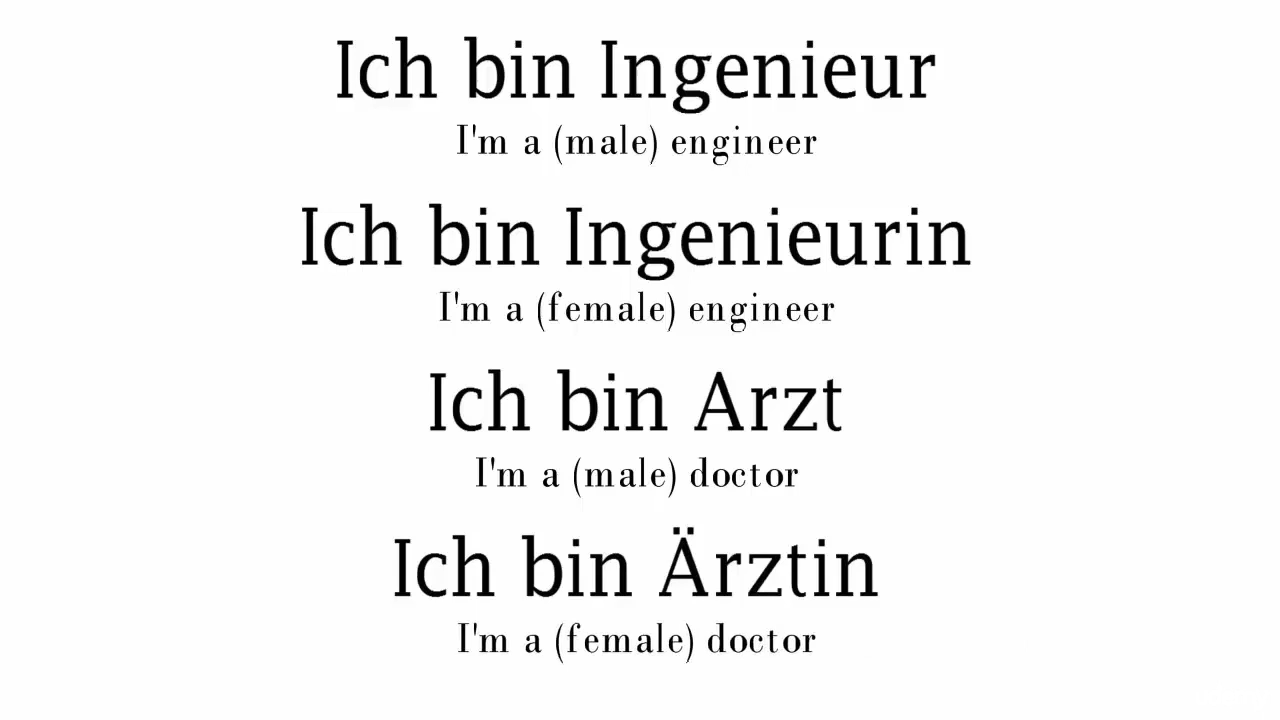 Ich bin Ingenieur
I'm a (male) engineer
Ich bin Ingenieurin
I'm a (female) engineer
Ich bin Arzt
I'm a (male) doctor
Ich bin Ärztin
I'm a (female) doctor